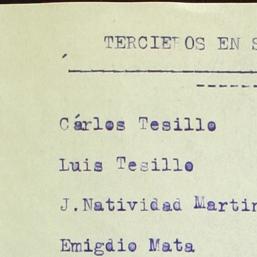 TERCIEROS EN S
Cárlos Tesillo
Luis Tesillo
J.Natividad Martin
Emigdio Mata